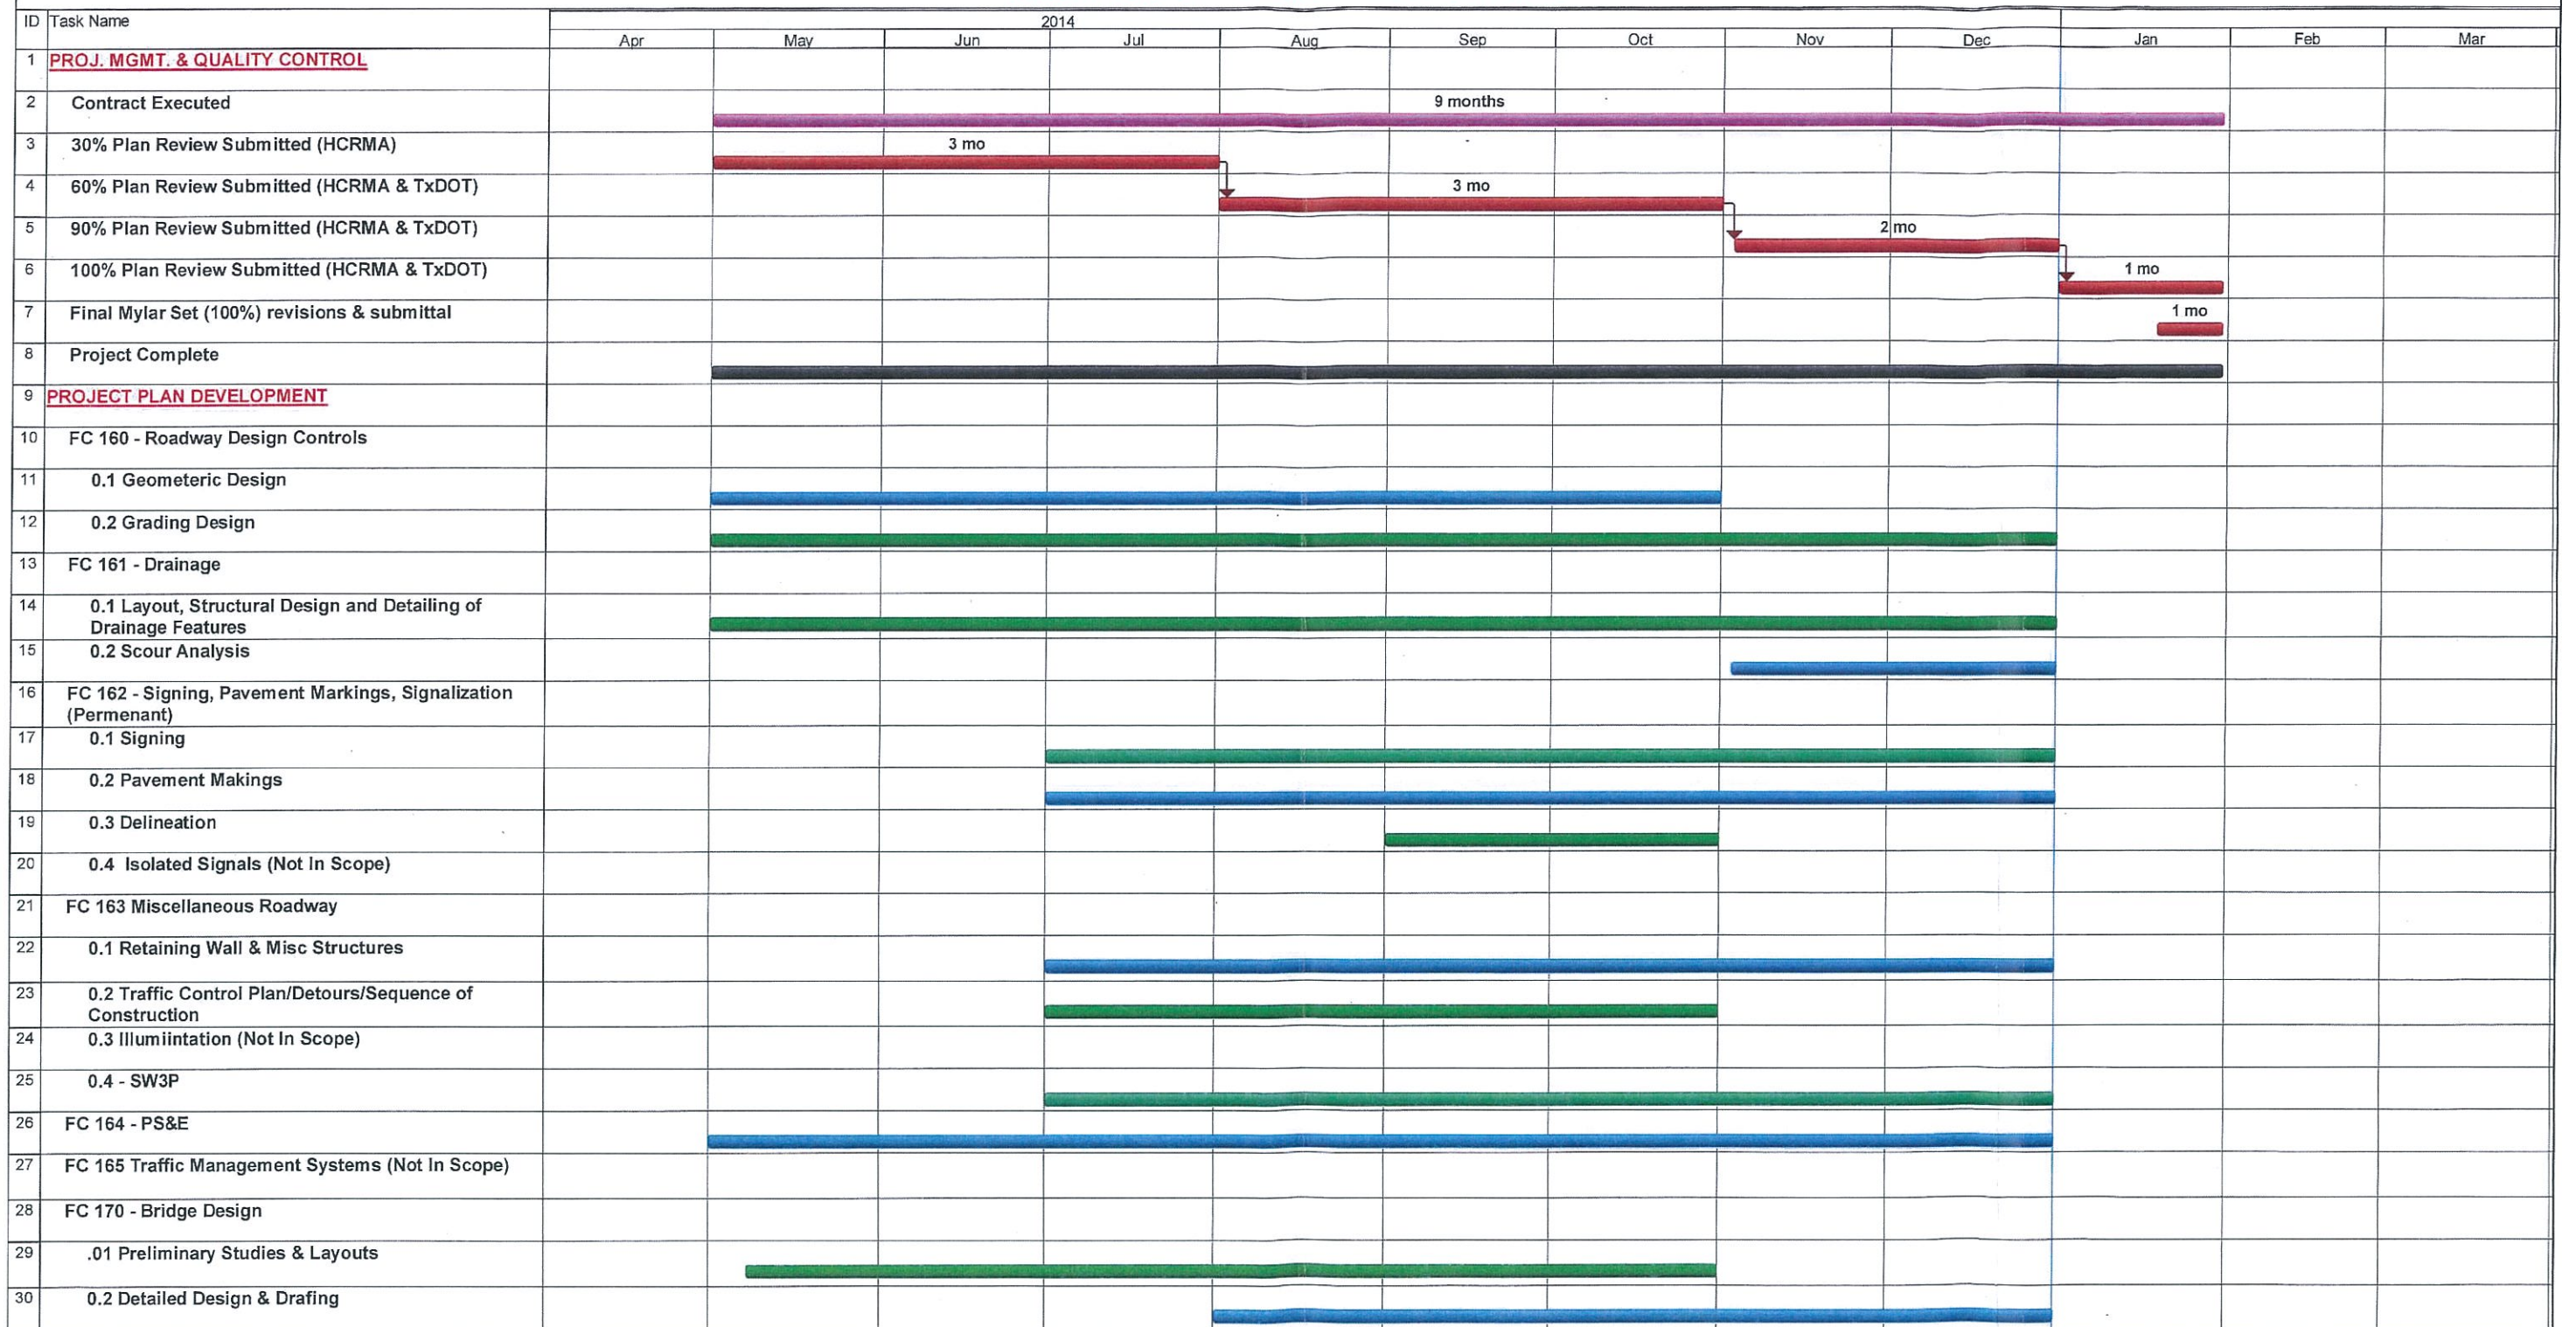 ID Task Name
2014
Apr May Jun Jul Aug Sep Oct Nov Dec Jan Feb Mar
1 PROJ. MGMT. & QUALITY CONTROL
2 Contract Executed 9 months
3 30% Plan Review Submitted (HCRMA) 3 mo
4 60% Plan Review Submitted (HCRMA & TxDOT) 3 mo
5 90% Plan Review Submitted (HCRMA & TxDOT) 2 mo
6 100% Plan Review Submitted (HCRMA & TxDOT) 1 mo
7 Final Mylar Set (100%) revisions & submittal 1 mo
8 Project Complete
9 PROJECT PLAN DEVELOPMENT
10 FC 160 - Roadway Design Controls
11 0.1 Geometeric Design
12 0.2 Grading Design
13 FC 161 - Drainage
14 0.1 Layout, Structural Design and Detailing of
Drainage Features
15 0.2 Scour Analysis
16 FC 162 - Signing, Pavement Markings, Signalization
(Permenant)
17 0.1 Signing
18 0.2 Pavement Makings
19 0.3 Delineation
20 0.4 Isolated Signals (Not In Scope)
21 FC 163 Miscellaneous Roadway
22 0.1 Retaining Wall & Misc Structures
23 0.2 Traffic Control Plan/Detours/Sequence of
Construction
24 0.3 Illumiintation (Not In Scope)
25 0.4 - SW3P
26 FC 164 - PS&E
27 FC 165 Traffic Management Systems (Not In Scope)
28 FC 170 - Bridge Design
29 .01 Preliminary Studies & Layouts
30 0.2 Detailed Design & Drafing